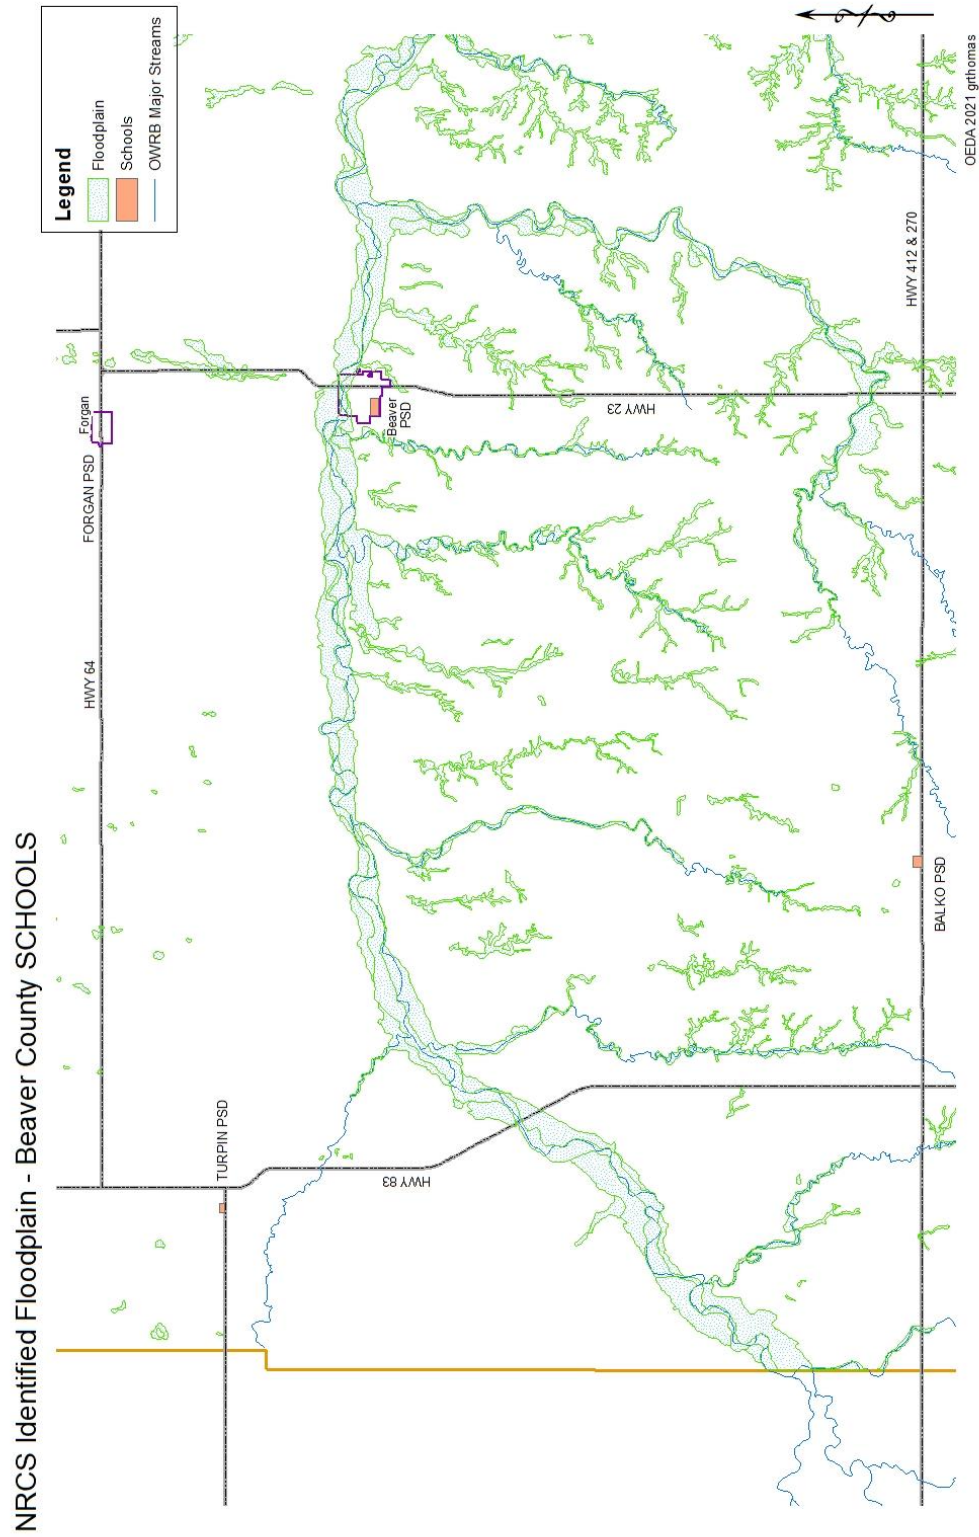 NRCS Identified Floodplain - Beaver County SCHOOLS
Legend
Floodplain
Schools
OWRB Major Streams
Forgan
FORGAN PSD
HWY 64
TURPIN PSD
Beaver
PSD
HWY 23
HWY 83
HWY 412 & 270
BALKO PSD
OEDA 2021 grthomas